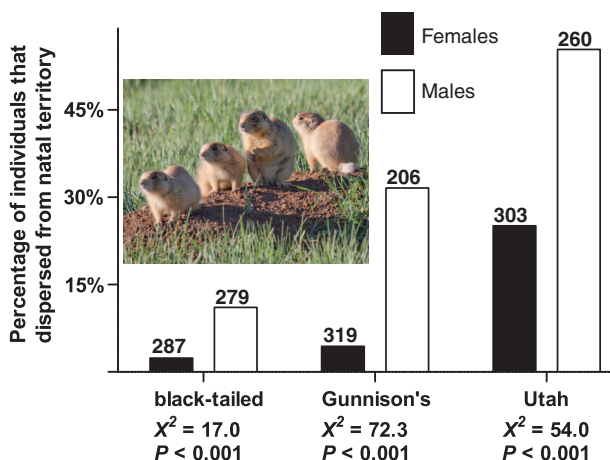 Percentage of individuals that
dispersed from natal territory
Females
Males
45%
30%
15%
287
279
319
206
303
260
black-tailed
Gunnison's
Utah
X² = 17.0
X² = 72.3
X² = 54.0
P < 0.001
P < 0.001
P < 0.001